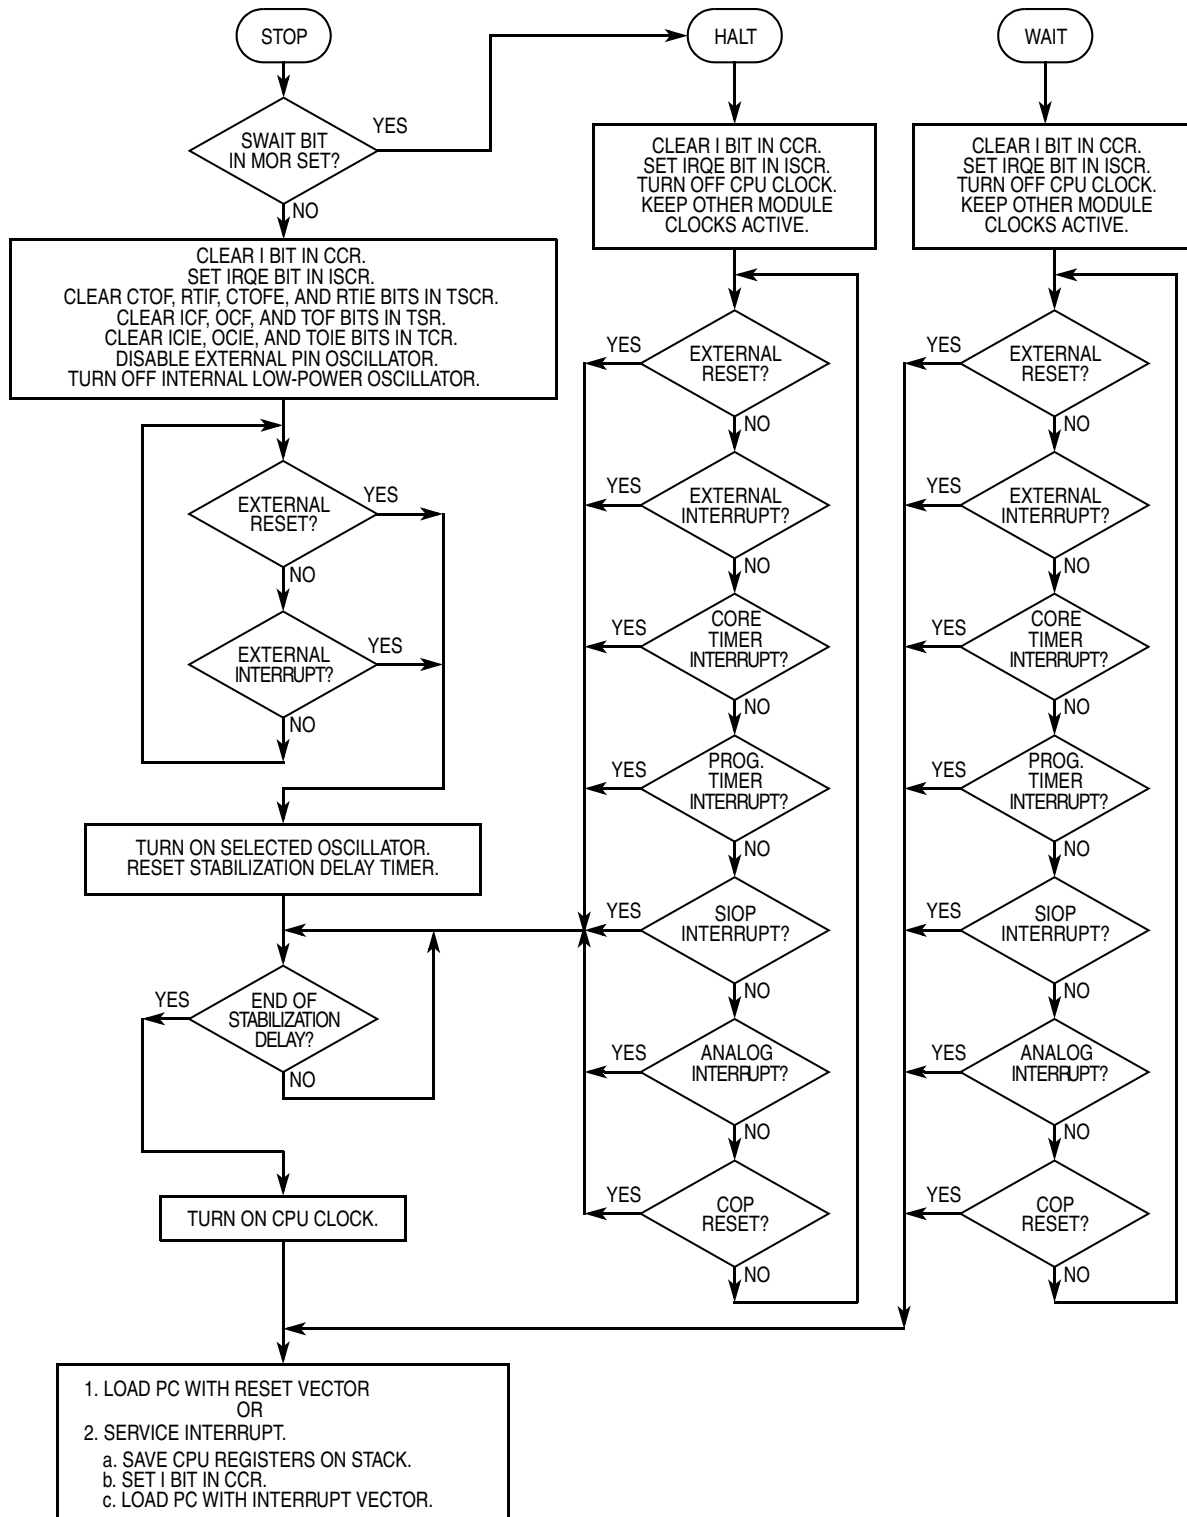 STOP
SWAIT BIT
IN MOR SET?
YES
NO
CLEAR I BIT IN CCR.
SET IRQE BIT IN ISCR.
CLEAR CTOF, RTIF, CTOFE, AND RTIE BITS IN TSCR.
CLEAR ICF, OCF, AND TOF BITS IN TSR.
CLEAR ICIE, OCIE, AND TOIE BITS IN TCR.
DISABLE EXTERNAL PIN OSCILLATOR.
TURN OFF INTERNAL LOW-POWER OSCILLATOR.
EXTERNAL
RESET?
YES
NO
EXTERNAL
INTERRUPT?
YES
NO
TURN ON SELECTED OSCILLATOR.
RESET STABILIZATION DELAY TIMER.
END OF
STABILIZATION
DELAY?
YES
NO
TURN ON CPU CLOCK.
1. LOAD PC WITH RESET VECTOR
OR
2. SERVICE INTERRUPT.
a. SAVE CPU REGISTERS ON STACK.
b. SET I BIT IN CCR.
c. LOAD PC WITH INTERRUPT VECTOR.
HALT
CLEAR I BIT IN CCR.
SET IRQE BIT IN ISCR.
TURN OFF CPU CLOCK.
KEEP OTHER MODULE
CLOCKS ACTIVE.
YES
EXTERNAL
RESET?
NO
YES
EXTERNAL
INTERRUPT?
NO
YES
CORE
TIMER
INTERRUPT?
NO
YES
PROG.
TIMER
INTERRUPT?
NO
YES
SIOP
INTERRUPT?
NO
YES
ANALOG
INTERRUPT?
NO
YES
COP
RESET?
NO
WAIT
CLEAR I BIT IN CCR.
SET IRQE BIT IN ISCR.
TURN OFF CPU CLOCK.
KEEP OTHER MODULE
CLOCKS ACTIVE.
YES
EXTERNAL
RESET?
NO
YES
EXTERNAL
INTERRUPT?
NO
YES
CORE
TIMER
INTERRUPT?
NO
YES
PROG.
TIMER
INTERRUPT?
NO
YES
SIOP
INTERRUPT?
NO
YES
ANALOG
INTERRUPT?
NO
YES
COP
RESET?
NO